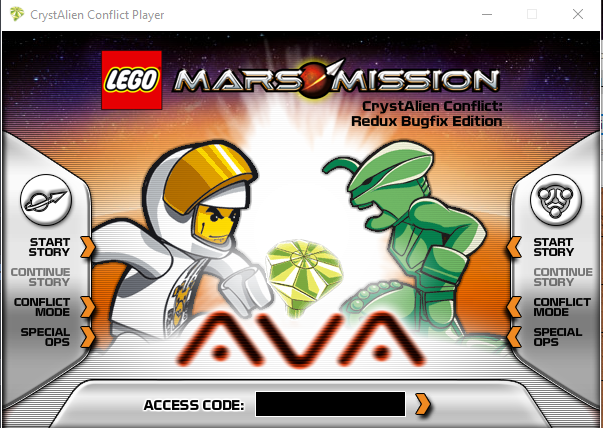 CrystAlien Conflict Player
LEGO
MARS MISSION
CrystAlien Conflict:
Redux Bugfix Edition
START
STORY
CONTINUE
STORY
CONFLICT
MODE
SPECIAL
OPS
START
STORY
CONTINUE
STORY
CONFLICT
MODE
SPECIAL
OPS
AVA
ACCESS CODE: